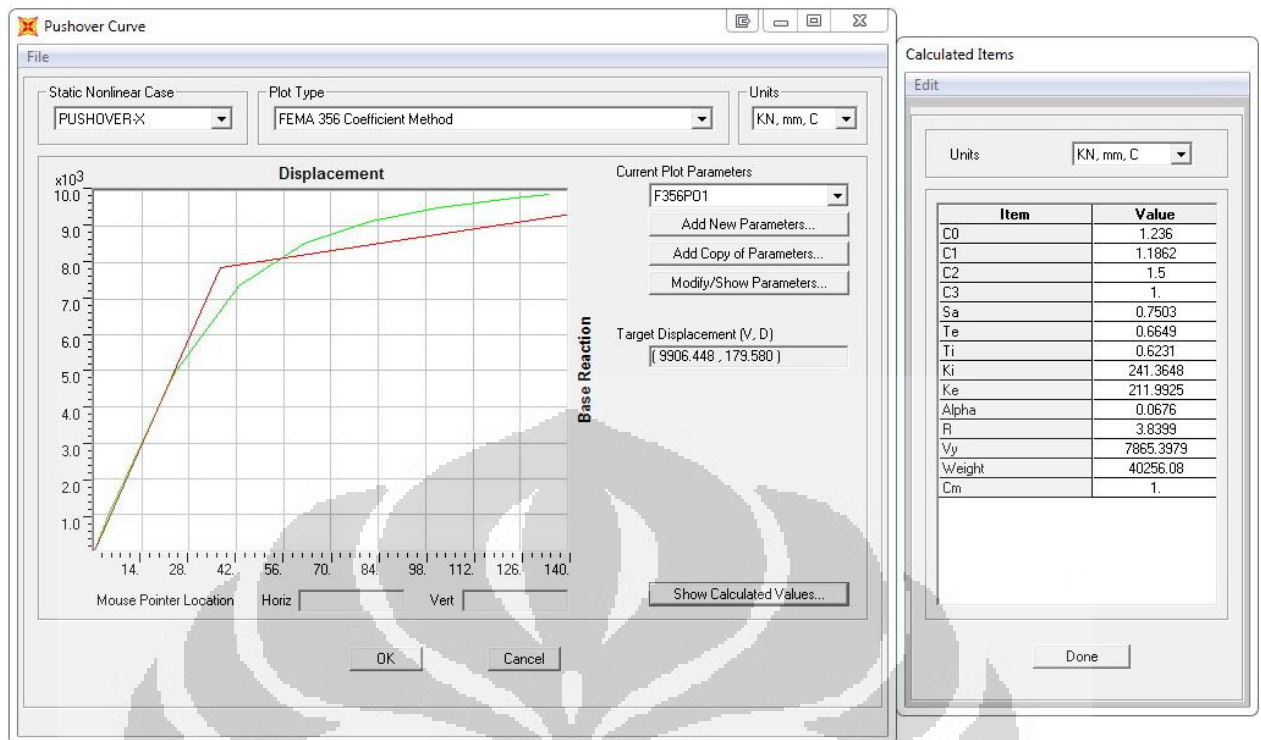 Pushover Curve
File
Static Nonlinear Case
PUSHOVER-X
Plot Type
FEMA 356 Coefficient Method
Units
KN, mm, C
Displacement
x10³
10.0
9.0
8.0
7.0
6.0
5.0
4.0
3.0
2.0
1.0
14. 28. 42. 56. 70. 84. 98. 112. 126. 140.
Base Reaction
Mouse Pointer Location Horiz Vert
Current Plot Parameters
F356PO1
Add New Parameters...
Add Copy of Parameters...
Modify/Show Parameters...
Target Displacement (V, D)
( 9906.448 , 179.580 )
Show Calculated Values...
OK Cancel
Calculated Items
Edit
Units KN, mm, C
Item Value
C0 1.236
C1 1.1862
C2 1.5
C3 1.
Sa 0.7503
Te 0.6649
Ti 0.6231
Ki 241.3648
Ke 211.9925
Alpha 0.0676
R 3.8399
Vy 7865.3979
Weight 40256.08
Cm 1.
Done